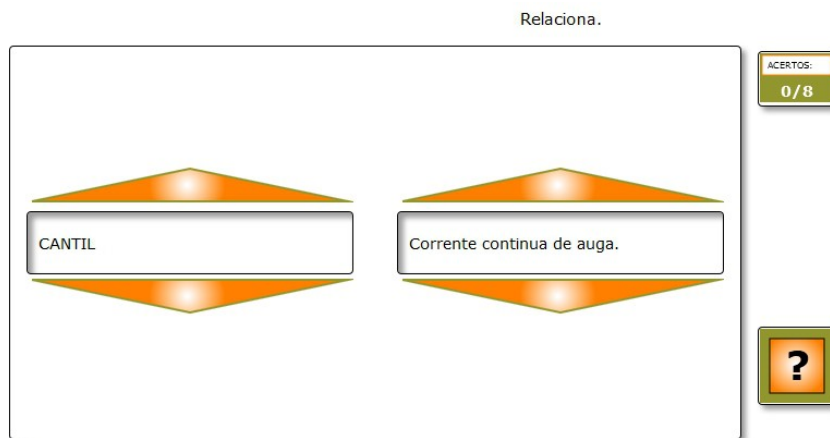 Relaciona.
ACERTOS:
0/8
CANTIL
Corrente continua de auga.
?